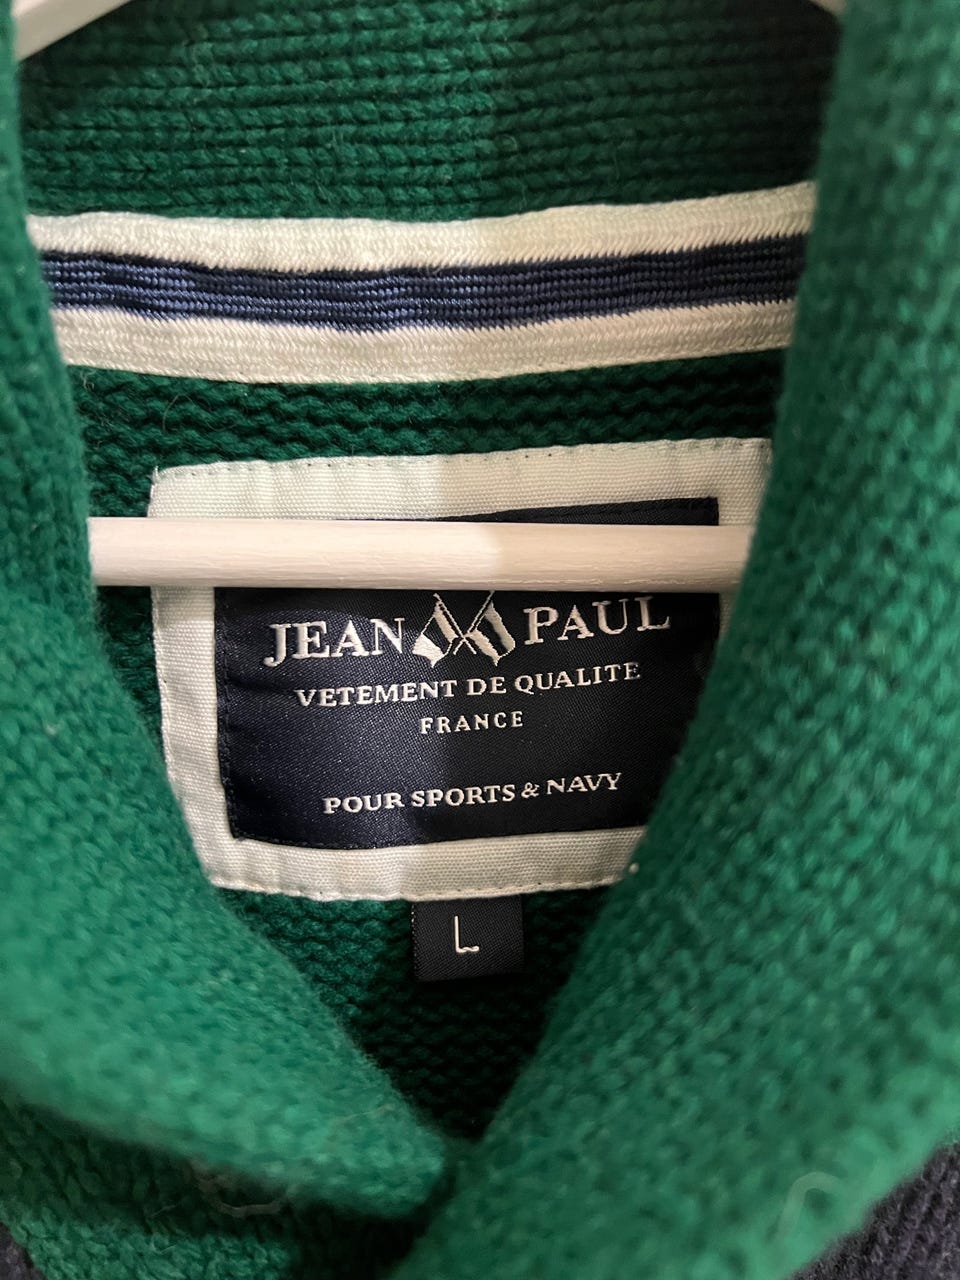 JEAN PAUL
VETEMENT DE QUALITE
FRANCE
POUR SPORTS & NAVY
L